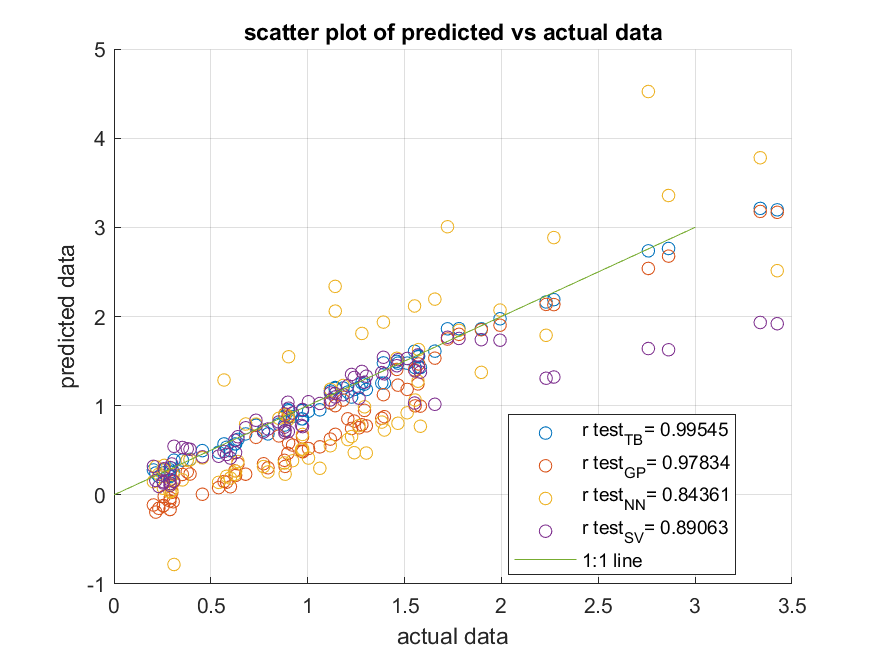 scatter plot of predicted vs actual data
5
4
3
2
1
0
-1
predicted data
0 0.5 1 1.5 2 2.5 3 3.5
actual data
r test_TB = 0.99545
r test_GP = 0.97834
r test_NN = 0.84361
r test_SV = 0.89063
1:1 line